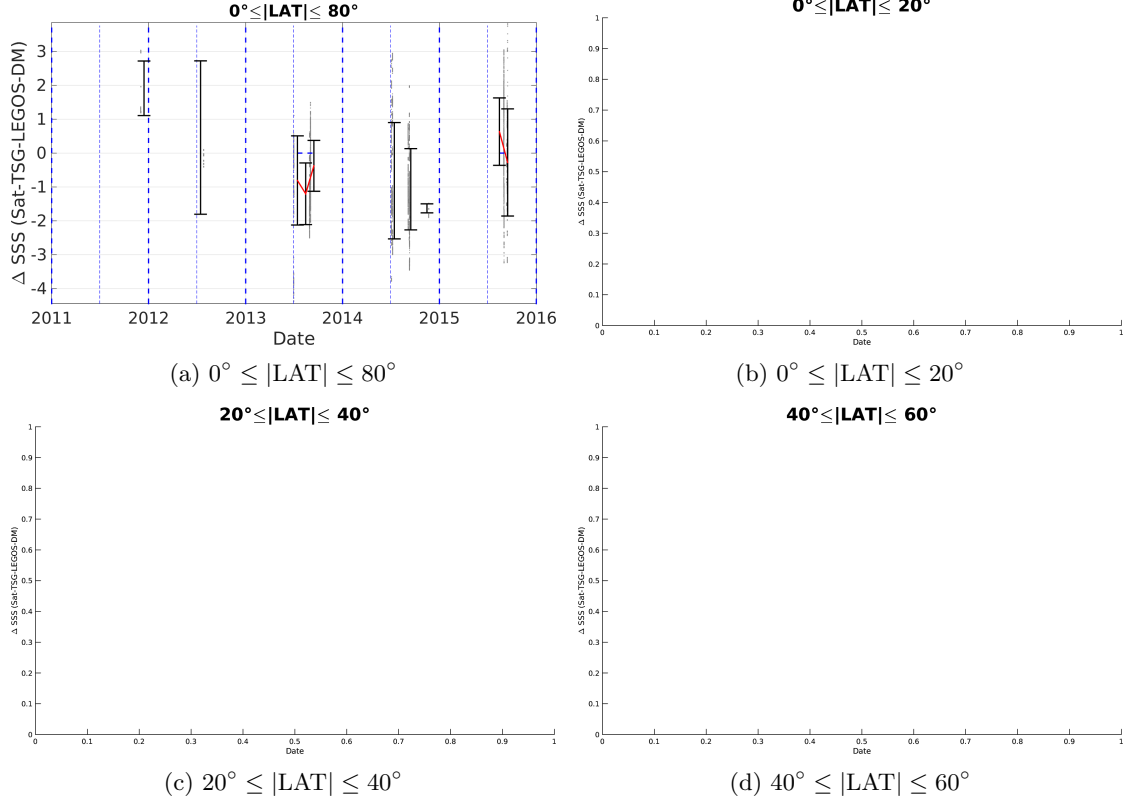 0°≤|LAT|≤ 80°
Δ SSS (Sat-TSG-LEGOS-DM)
3
2
1
0
-1
-2
-3
-4
2011 2012 2013 2014 2015 2016
Date
(a) 0° ≤ |LAT| ≤ 80°
0°≤|LAT|≤ 20°
Δ SSS (Sat-TSG-LEGOS-DM)
1
0.9
0.8
0.7
0.6
0.5
0.4
0.3
0.2
0.1
0
0 0.1 0.2 0.3 0.4 0.5 0.6 0.7 0.8 0.9 1
Date
(b) 0° ≤ |LAT| ≤ 20°
20°≤|LAT|≤ 40°
Δ SSS (Sat-TSG-LEGOS-DM)
1
0.9
0.8
0.7
0.6
0.5
0.4
0.3
0.2
0.1
0
0 0.1 0.2 0.3 0.4 0.5 0.6 0.7 0.8 0.9 1
Date
(c) 20° ≤ |LAT| ≤ 40°
40°≤|LAT|≤ 60°
Δ SSS (Sat-TSG-LEGOS-DM)
1
0.9
0.8
0.7
0.6
0.5
0.4
0.3
0.2
0.1
0
0 0.1 0.2 0.3 0.4 0.5 0.6 0.7 0.8 0.9 1
Date
(d) 40° ≤ |LAT| ≤ 60°